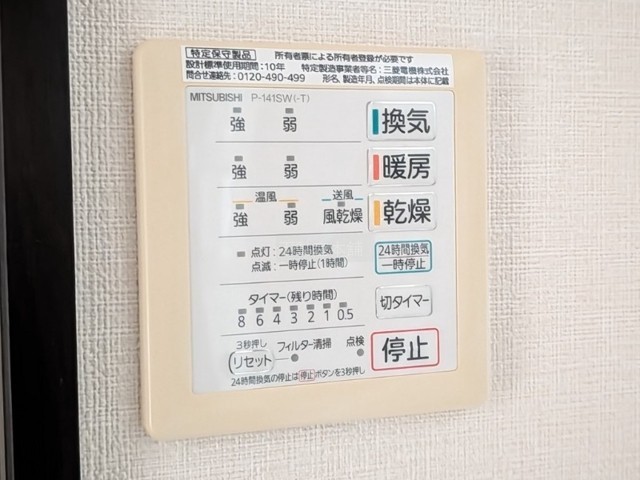 特定保守製品 所有者票による所有者登録が必要です
設計標準使用期間：10年 特定製造事業者等名：三菱電機株式会社
問合せ連絡先：0120-490-499 形名、製造年月、点検期間は本体に記載
MITSUBISHI P-141SW(-T)
強 弱 換気
強 弱 暖房
温風 送風
強 弱 風乾燥 乾燥
点灯：24時間換気
点滅：一時停止(1時間)
24時間換気
一時停止
タイマー(残り時間)
8 6 4 3 2 1 0.5
切タイマー
3秒押し
リセット フィルター清掃 点検
停止
24時間換気の停止は停止ボタンを3秒押し